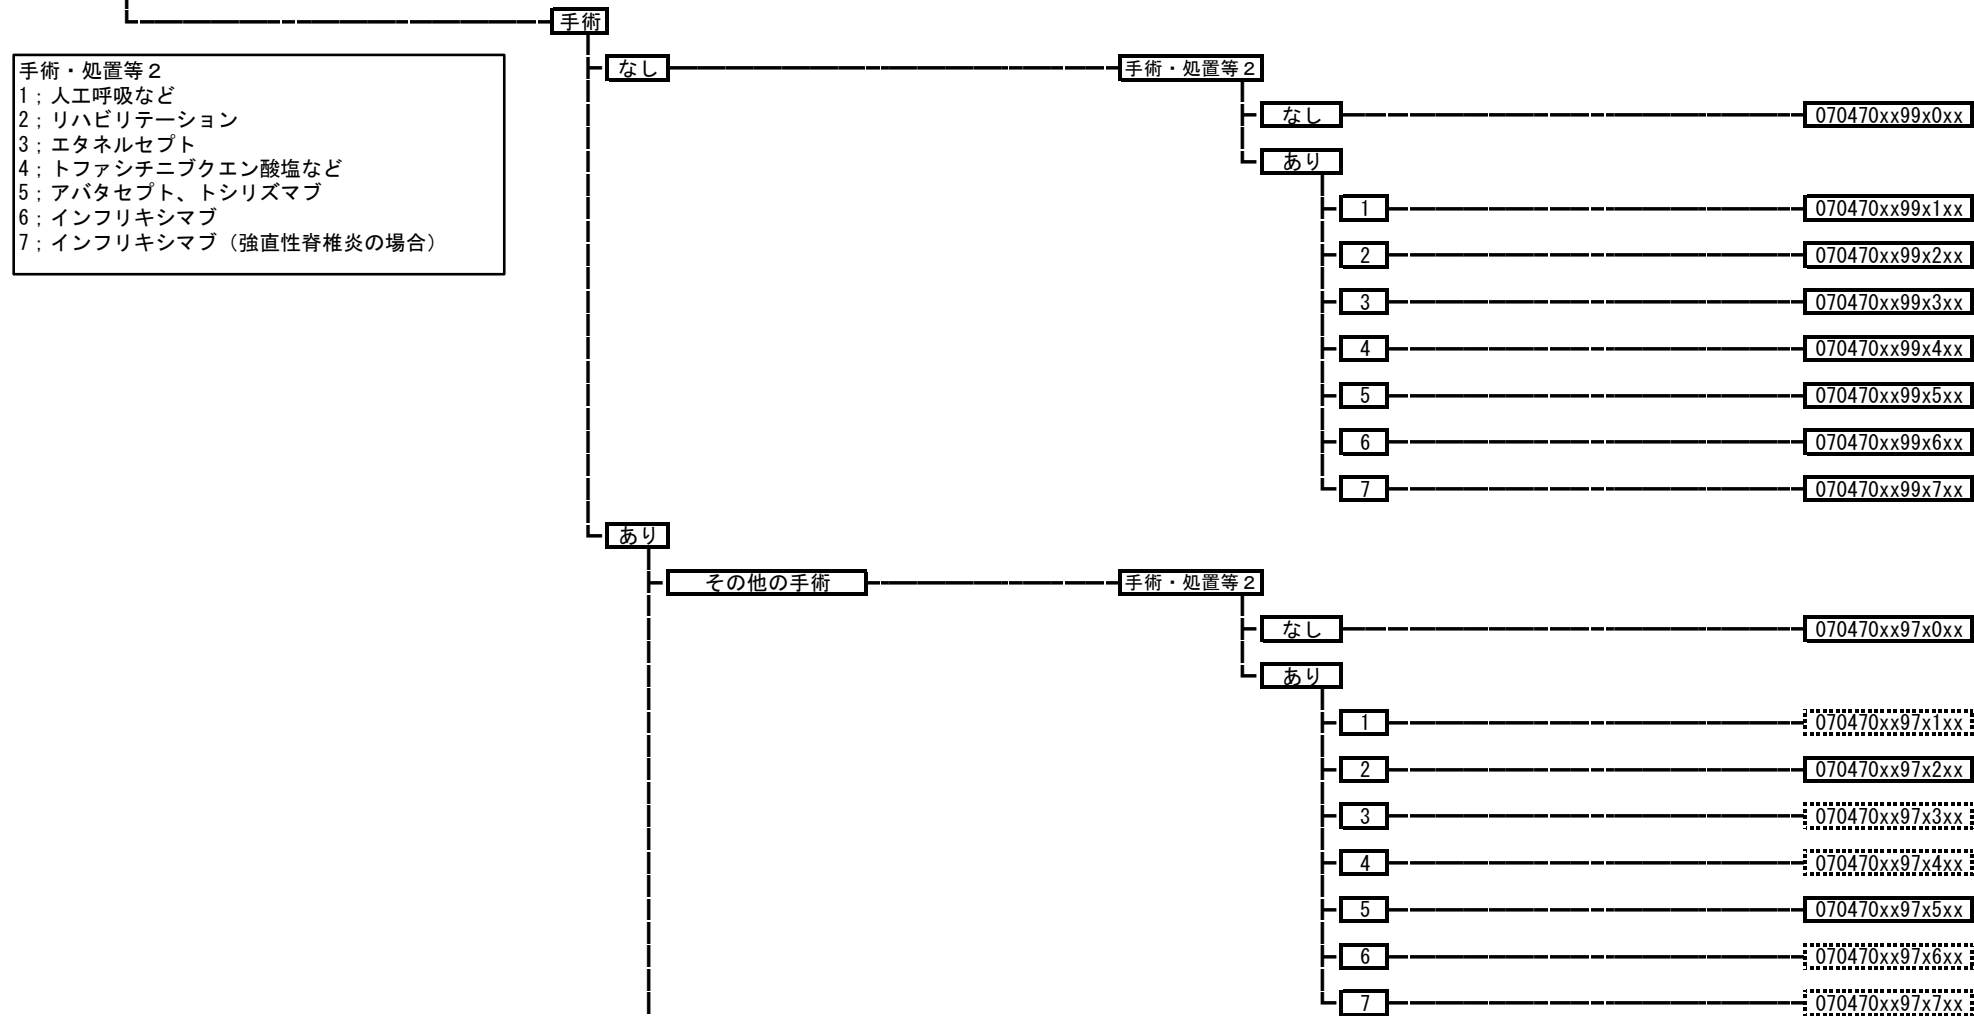 手術
手術・処置等２
1；人工呼吸など
2；リハビリテーション
3；エタネルセプト
4；トファシチニブクエン酸塩など
5；アバタセプト、トシリズマブ
6；インフリキシマブ
7；インフリキシマブ（強直性脊椎炎の場合）
なし
手術・処置等２
なし
070470xx99x0xx
あり
1
070470xx99x1xx
2
070470xx99x2xx
3
070470xx99x3xx
4
070470xx99x4xx
5
070470xx99x5xx
6
070470xx99x6xx
7
070470xx99x7xx
あり
その他の手術
手術・処置等２
なし
070470xx97x0xx
あり
1
070470xx97x1xx
2
070470xx97x2xx
3
070470xx97x3xx
4
070470xx97x4xx
5
070470xx97x5xx
6
070470xx97x6xx
7
070470xx97x7xx